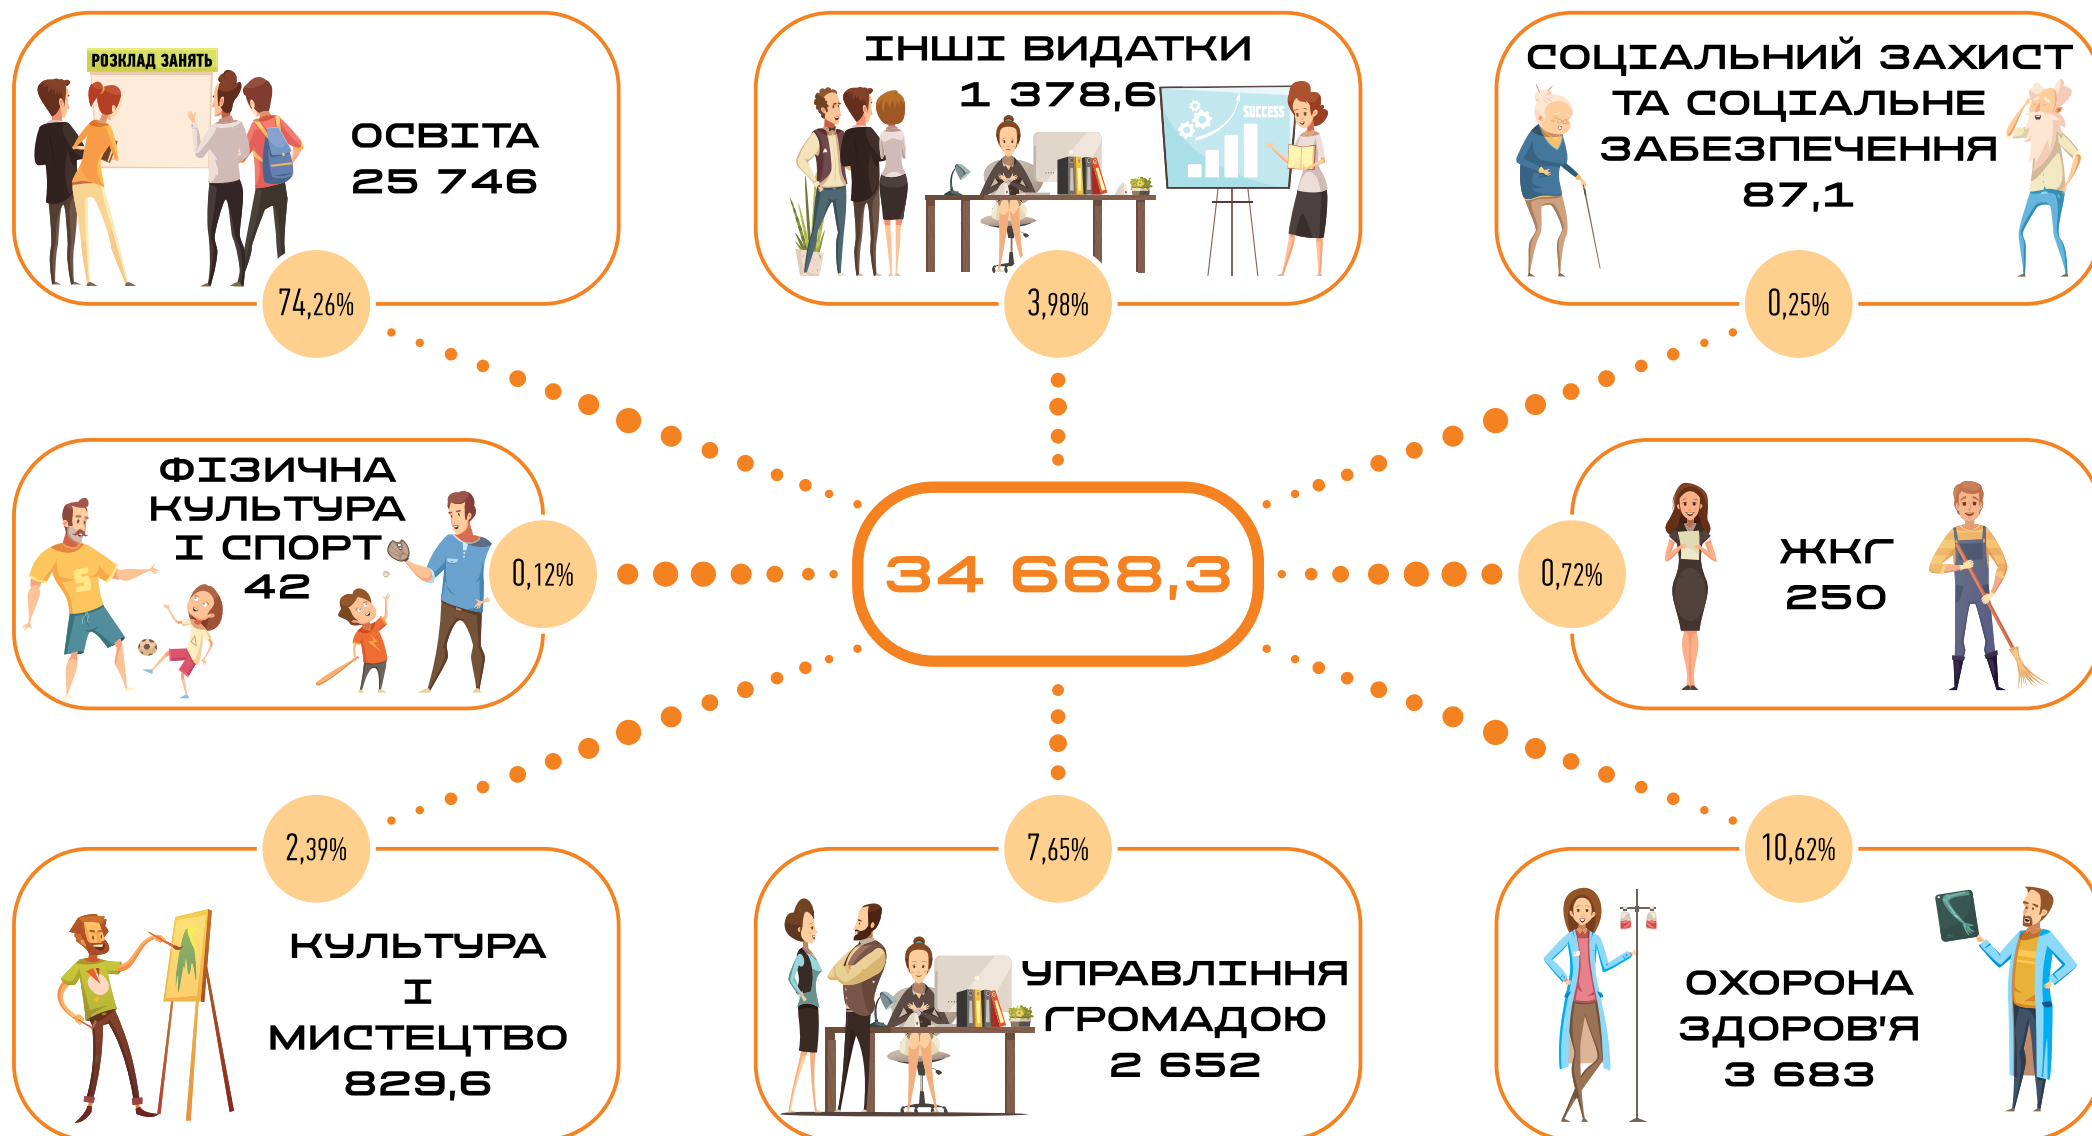 РОЗКЛАД ЗАНЯТЬ
ОСВІТА
25 746
74,26%
ІНШІ ВИДАТКИ
1 378,6
SUCCESS
3,98%
СОЦІАЛЬНИЙ ЗАХИСТ
ТА СОЦІАЛЬНЕ
ЗАБЕЗПЕЧЕННЯ
87,1
0,25%
ФІЗИЧНА
КУЛЬТУРА
І СПОРТ
42
5
0,12%
34 668,3
0,72%
ЖКГ
250
2,39%
КУЛЬТУРА
І
МИСТЕЦТВО
829,6
7,65%
УПРАВЛІННЯ
ГРОМАДОЮ
2 652
10,62%
ОХОРОНА
ЗДОРОВ'Я
3 683